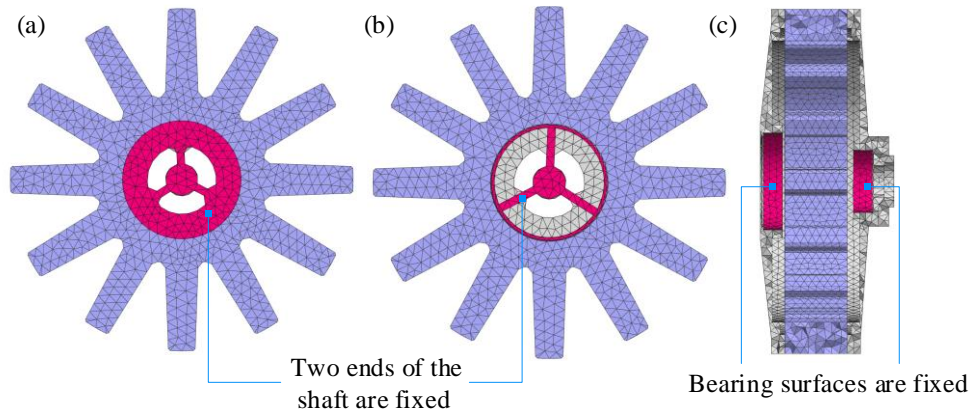 (a)
(b)
(c)
Two ends of the
shaft are fixed
Bearing surfaces are fixed